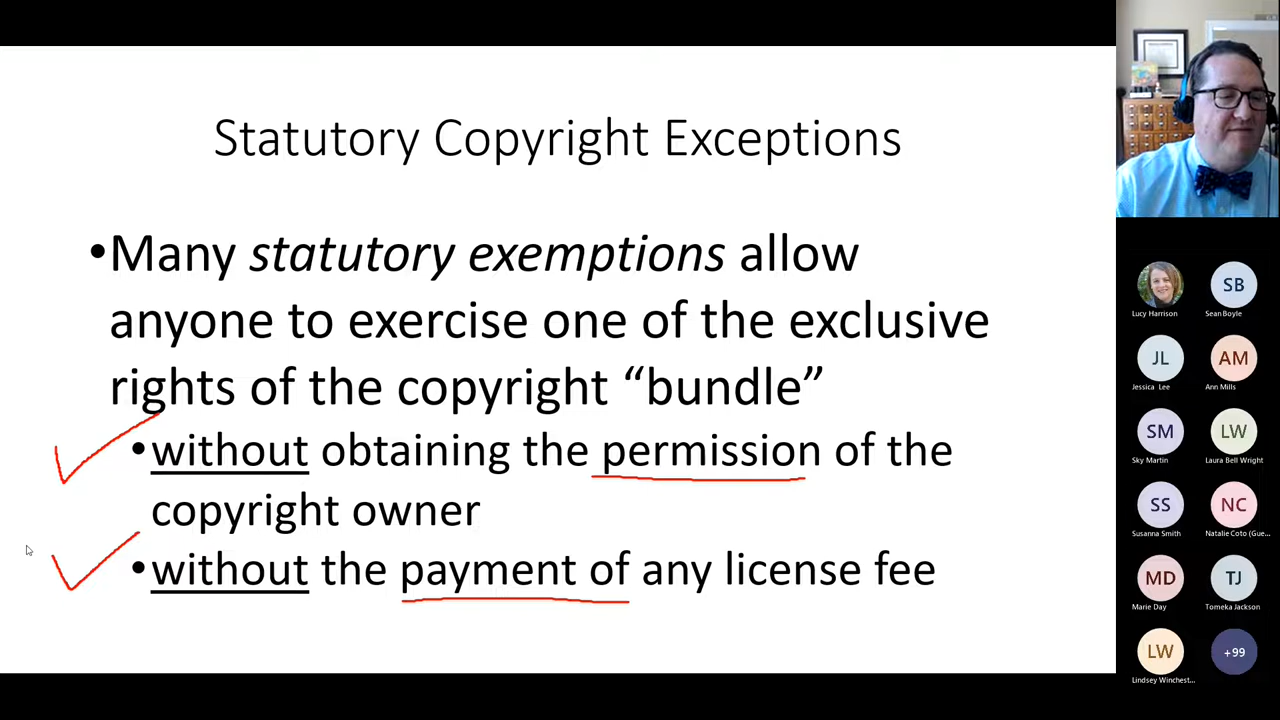 Statutory Copyright Exceptions
•Many statutory exemptions allow
anyone to exercise one of the exclusive
rights of the copyright “bundle”
•without obtaining the permission of the
copyright owner
•without the payment of any license fee
SB
Lucy Harrison
Sean Boyle
JL
AM
Jessica Lee
Ann Mills
SM
LW
Sky Martin
Laura Bell Wright
SS
NC
Susanna Smith
Natalie Coto (Gue...
MD
TJ
Marie Day
Tomeka Jackson
LW
+99
Lindsey Winchest...